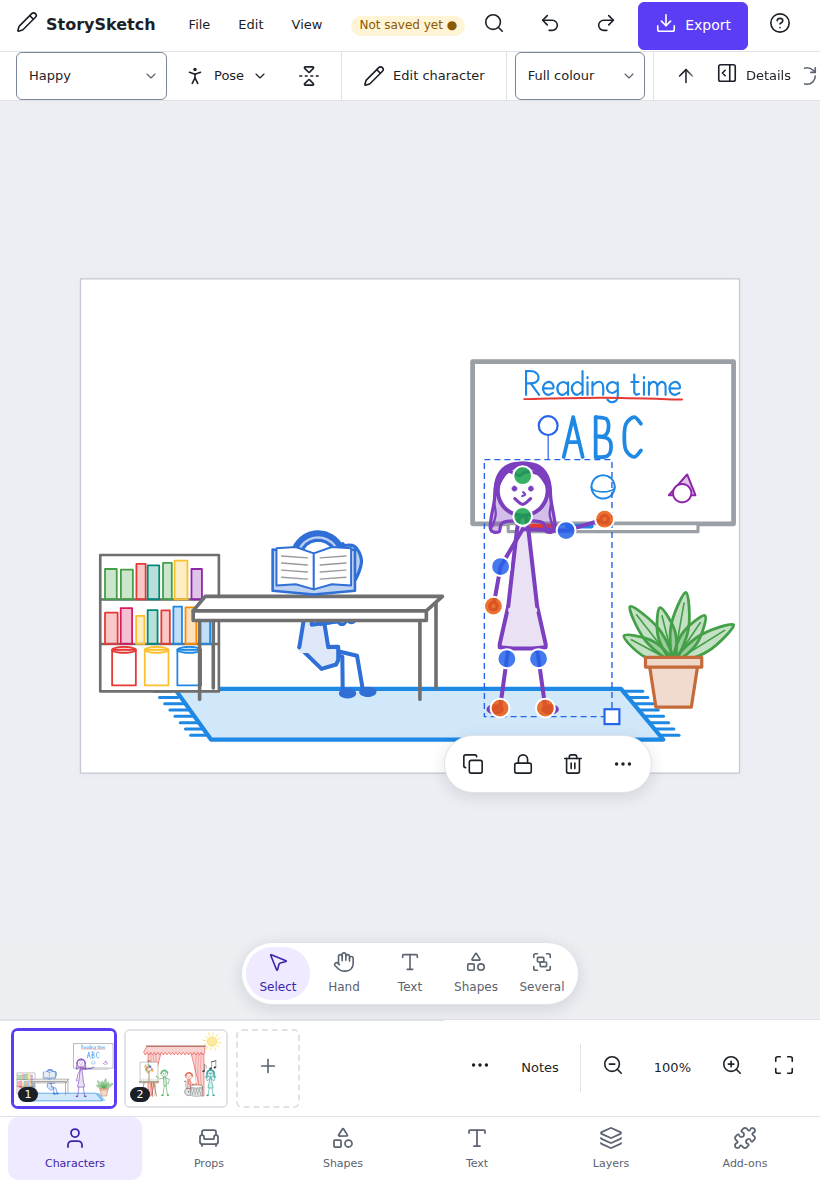 StorySketch
File
Edit
View
Not saved yet ●
Export
Happy
Pose
Edit character
Full colour
Details
Reading time
ABC
Select
Hand
Text
Shapes
Several
1
2
Notes
100%
Characters
Props
Shapes
Text
Layers
Add-ons